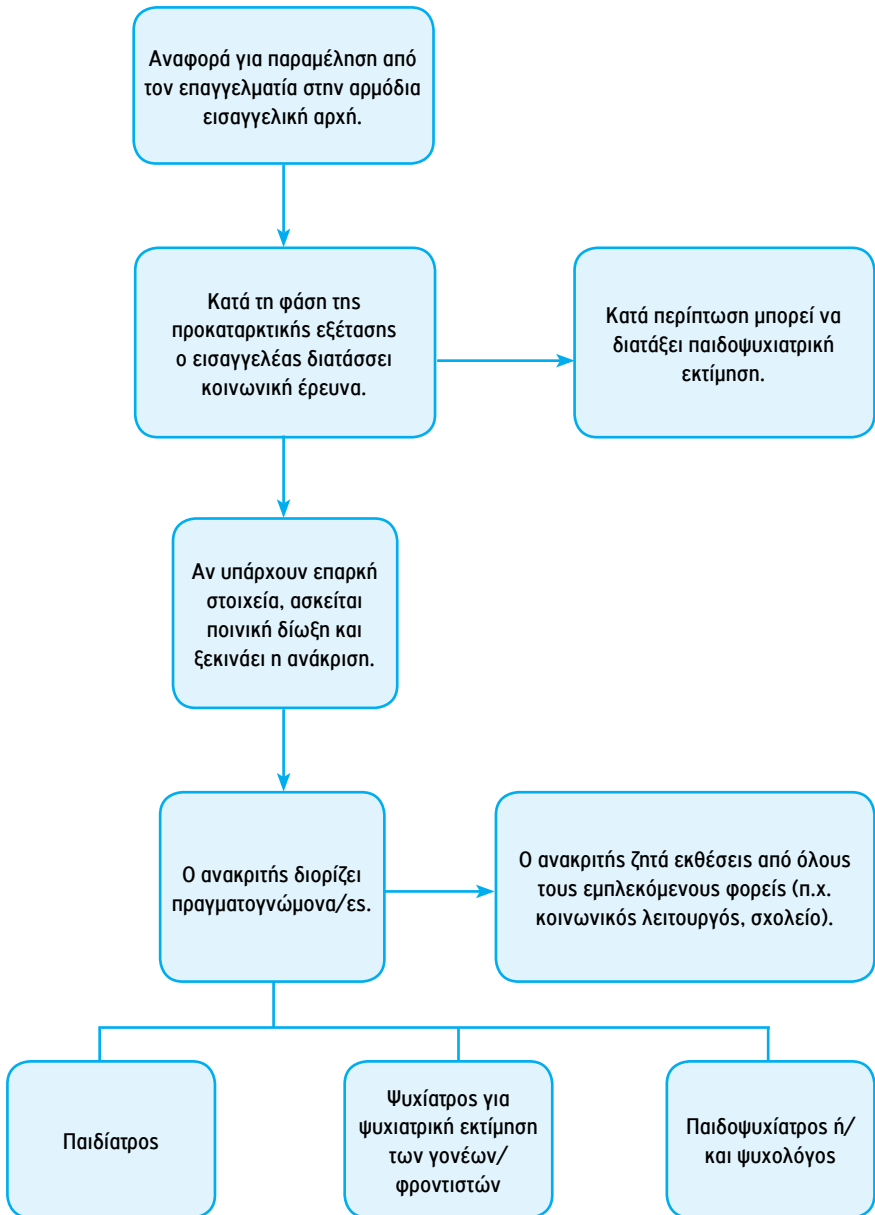 Αναφορά για παραμέληση από
τον επαγγελματία στην αρμόδια
εισαγγελική αρχή.
Κατά τη φάση της
προκαταρκτικής εξέτασης
ο εισαγγελέας διατάσσει
κοινωνική έρευνα.
Κατά περίπτωση μπορεί να
διατάξει παιδοψυχιατρική
εκτίμηση.
Αν υπάρχουν επαρκή
στοιχεία, ασκείται
ποινική δίωξη και
ξεκινάει η ανάκριση.
Ο ανακριτής διορίζει
πραγματογνώμονα/ες.
Ο ανακριτής ζητά εκθέσεις από όλους
τους εμπλεκόμενους φορείς (π.χ.
κοινωνικός λειτουργός, σχολείο).
Παιδίατρος
Ψυχίατρος για
ψυχιατρική εκτίμηση
των γονέων/
φροντιστών
Παιδοψυχίατρος ή/
και ψυχολόγος